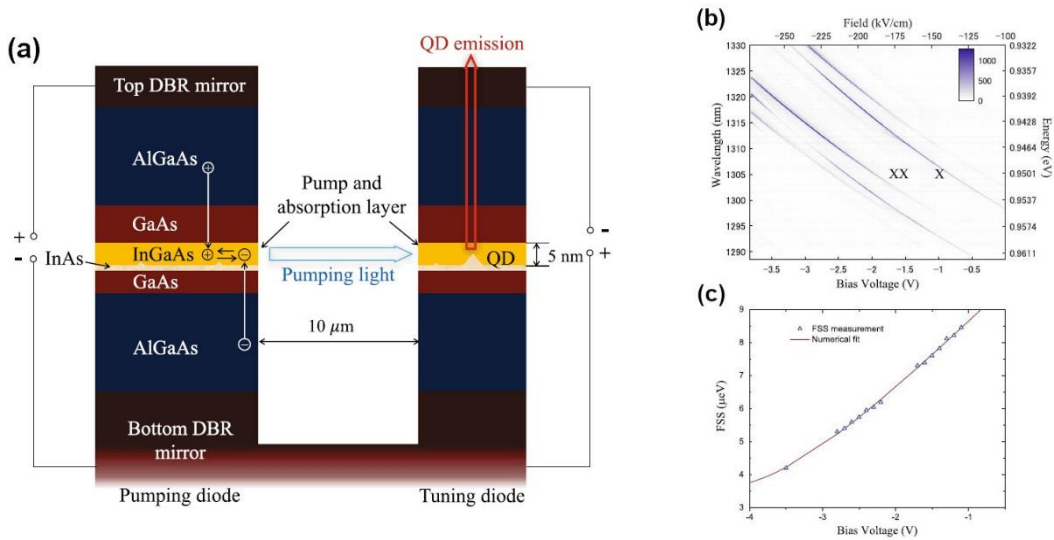 (a)
QD emission
Top DBR mirror
AlGaAs
Pump and
absorption layer
GaAs
+
-
InAs
InGaAs
Pumping light
QD
5 nm
-
+
GaAs
10 μm
AlGaAs
Bottom DBR
mirror
Pumping diode
Tuning diode
(b)
Field (kV/cm)
-250 -200 -150 -100
1330
1325
1320
1315
1310
1305
1300
1295
1290
Wavelength (nm)
1000
500
0
XX
X
0.9322
0.9357
0.9392
0.9428
0.9464
0.9501
0.9537
0.9574
0.9611
Energy (eV)
-3.5 -3 -2.5 -2 -1.5 -1 -0.5
Bias Voltage (V)
(c)
9
8
7
6
5
4
3
FSS (μeV)
FSS measurement
Numerical fit
-4 -3 -2 -1
Bias Voltage (V)